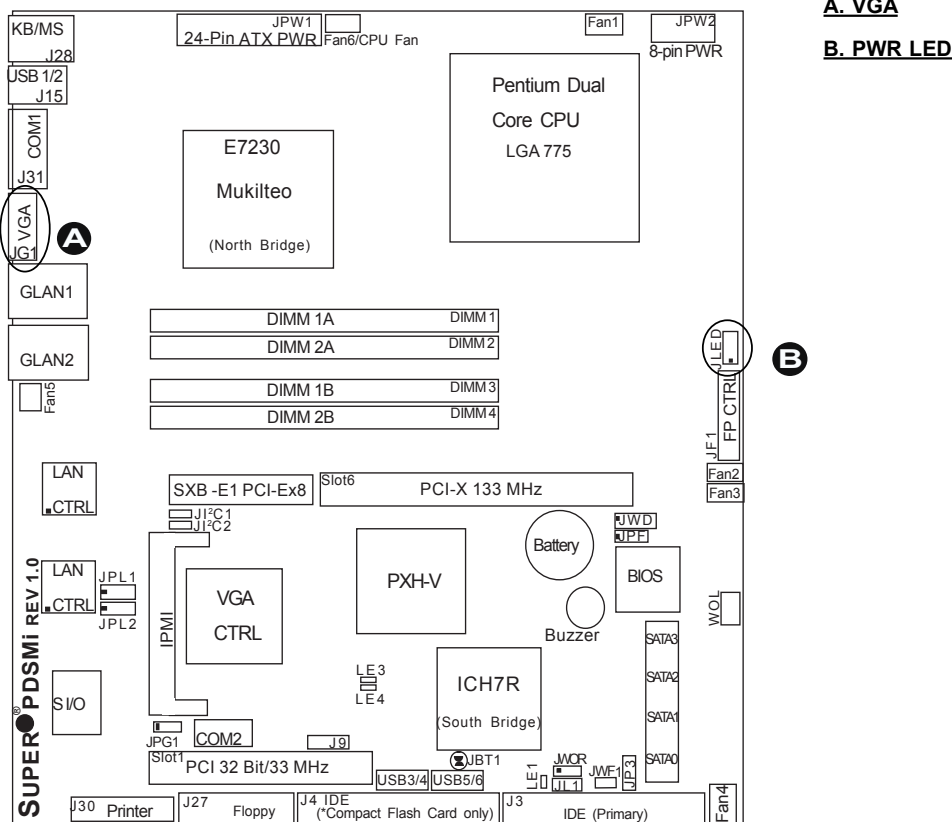 A. VGA
B. PWR LED
KB/MS
J28
USB 1/2
J15
COM1
J31
VGA
JG1
A
GLAN1
GLAN2
Fan5
JPW1
24-Pin ATX PWR
Fan6/CPU Fan
Fan1
JPW2
8-pin PWR
Pentium Dual
Core CPU
LGA 775
E7230
Mukilteo
(North Bridge)
DIMM 1A DIMM 1
DIMM 2A DIMM 2
DIMM 1B DIMM 3
DIMM 2B DIMM 4
JLED
B
FP CTRL
JF1
Fan2
Fan3
LAN
CTRL
SXB -E1 PCI-Ex8
Slot6
PCI-X 133 MHz
JI²C1
JI²C2
JWD
JPF
Battery
BIOS
Buzzer
WOL
LAN
CTRL
JPL1
JPL2
IPMI
VGA
CTRL
PXH-V
LE3
LE4
ICH7R
(South Bridge)
SATA3
SATA2
SATA1
SATA0
SUPER® PDSMi REV 1.0
S I/O
JPG1
COM2
J9
Slot1
PCI 32 Bit/33 MHz
JBT1
USB3/4
USB5/6
LE1
JWOR
JL1
JWF1
JP3
Fan4
J30 Printer
J27 Floppy
J4 IDE
(*Compact Flash Card only)
J3
IDE (Primary)